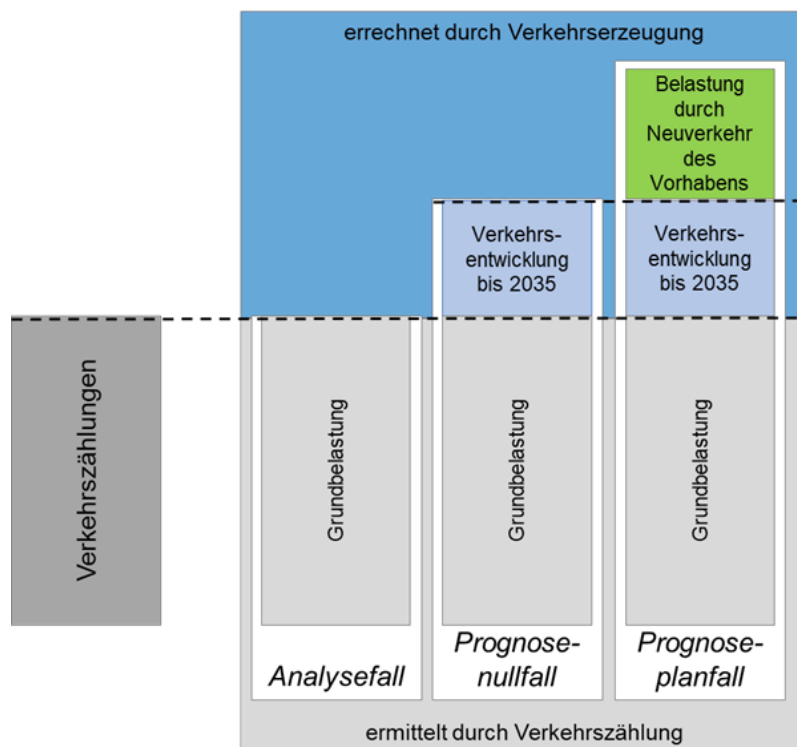 errechnet durch Verkehrserzeugung
Belastung
durch
Neuverkehr
des
Vorhabens
Verkehrs-
entwicklung
bis 2035
Verkehrs-
entwicklung
bis 2035
Verkehrszählungen
Grundbelastung
Grundbelastung
Grundbelastung
Analysefall
Prognose-
nullfall
Prognose-
planfall
ermittelt durch Verkehrszählung